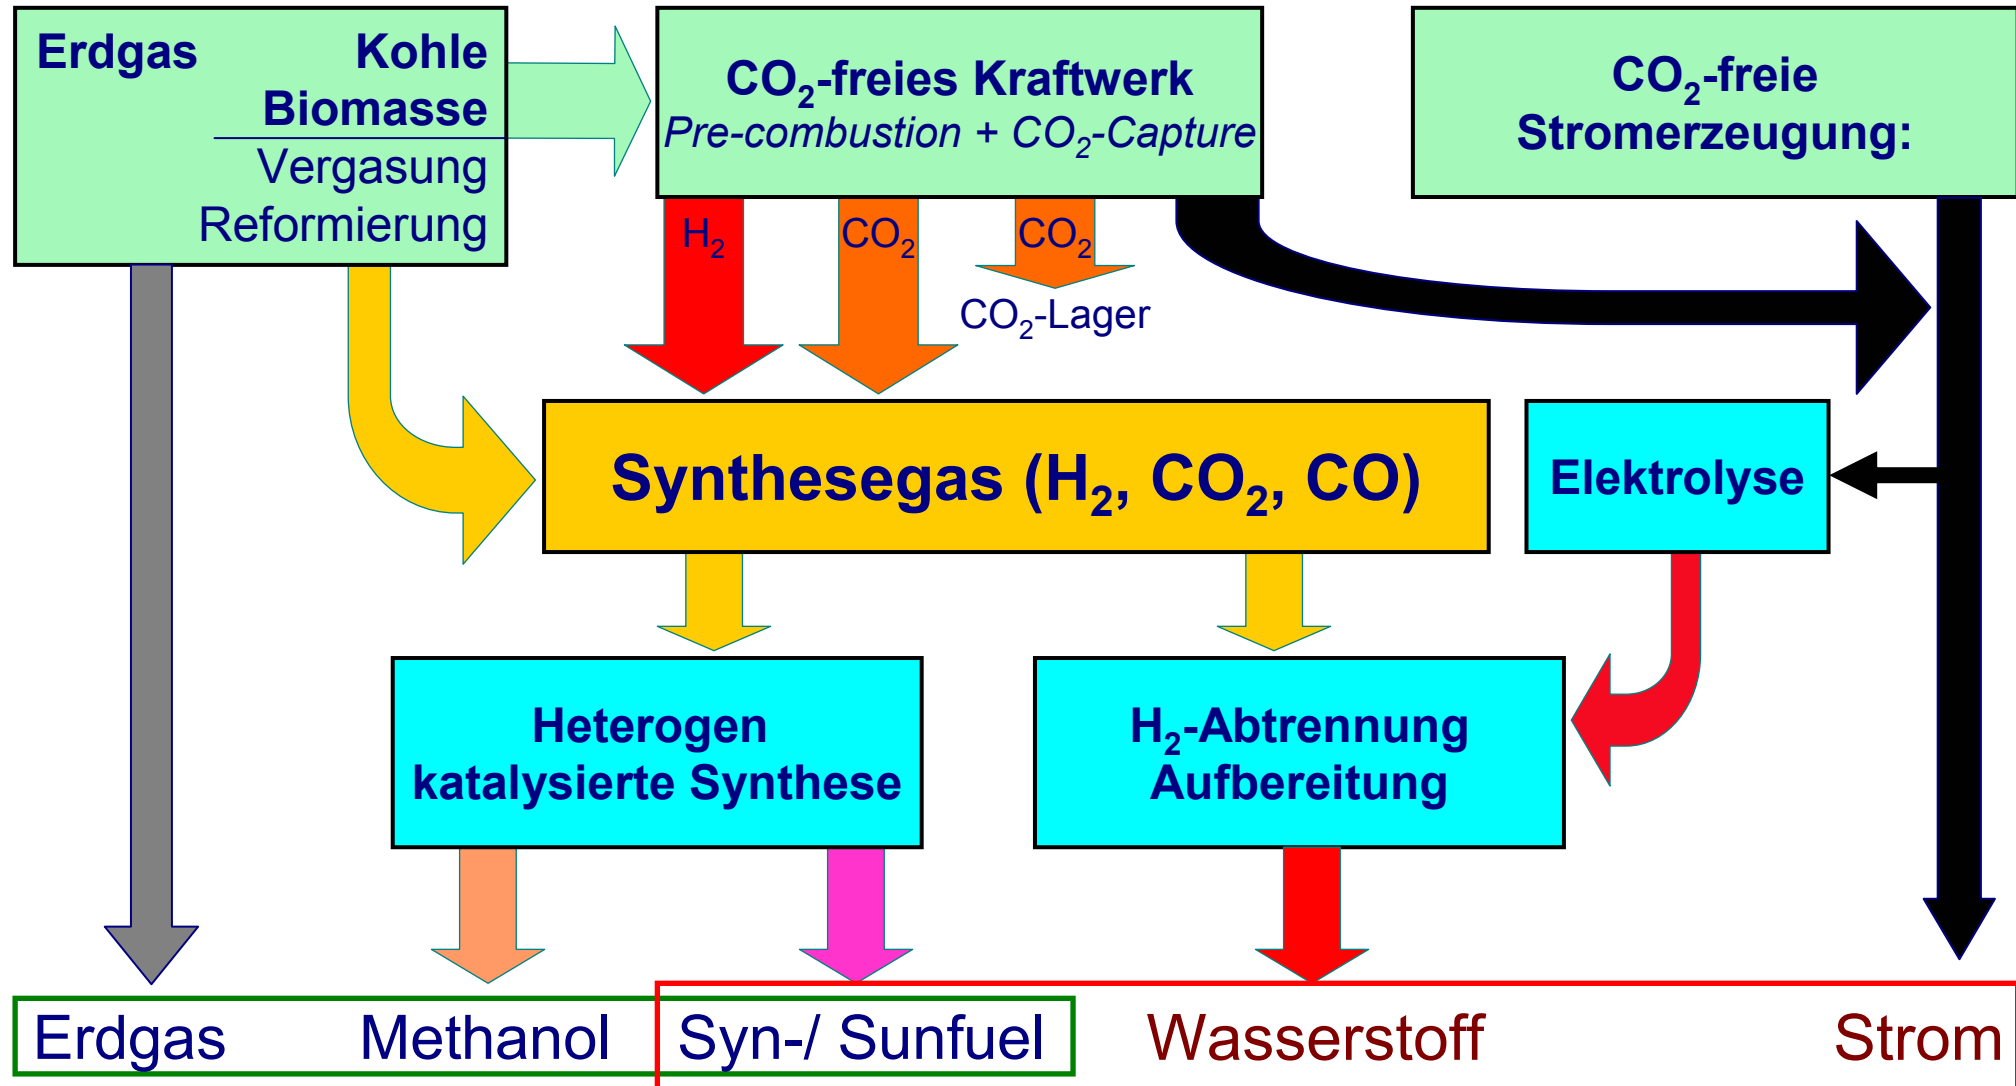 Erdgas Kohle
Biomasse
Vergasung
Reformierung
CO₂-freies Kraftwerk
Pre-combustion + CO₂-Capture
CO₂-freie
Stromerzeugung:
H₂
CO₂
CO₂
CO₂-Lager
Synthesegas (H₂, CO₂, CO)
Elektrolyse
Heterogen
katalysierte Synthese
H₂-Abtrennung
Aufbereitung
Erdgas Methanol Syn-/ Sunfuel Wasserstoff Strom